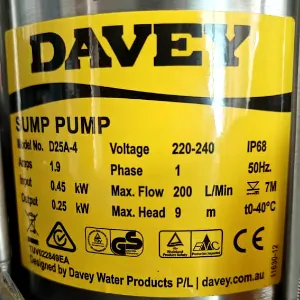 DAVEY
SUMP PUMP
Model No. D25A-4 Voltage 220-240 IP68
Amps 1.9 Phase 1 50Hz.
Input 0.45 kW Max. Flow 200 L/Min 7M
Output 0.25 kW Max. Head 9 m t0-40°C
Designed by Davey Water Products P/L | davey.com.au